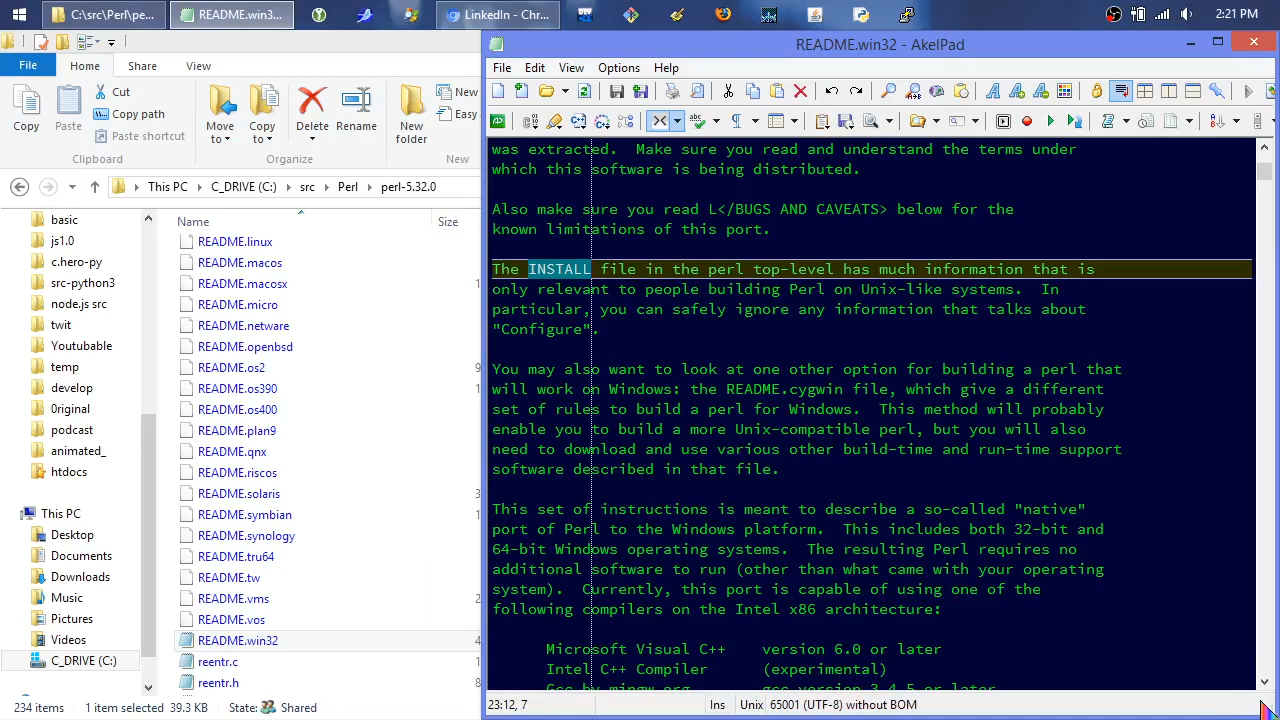 C:\src\Perl\pe...
README.win3...
LinkedIn - Chr...
2:21 PM
File
Home
Share
View
Copy
Paste
Cut
Copy path
Paste shortcut
Clipboard
Move to
Copy to
Delete
Rename
Organize
New folder
New
Easy
New
This PC
C_DRIVE (C:)
src
Perl
perl-5.32.0
Name
Size
basic
js1.0
c.hero-py
src-python3
node.js src
twit
Youtubable
temp
develop
0riginal
podcast
animated_
htdocs
This PC
Desktop
Documents
Downloads
Music
Pictures
Videos
C_DRIVE (C:)
README.linux
README.macos
README.macosx
README.micro
README.netware
README.openbsd
README.os2
README.os390
README.os400
README.plan9
README.qnx
README.riscos
README.solaris
README.symbian
README.synology
README.tru64
README.tw
README.vms
README.vos
README.win32
reentr.c
reentr.h
234 items
1 item selected 39.3 KB
State:
Shared
README.win32 - AkelPad
File Edit View Options Help
was extracted.  Make sure you read and understand the terms under
which this software is being distributed.
Also make sure you read L</BUGS AND CAVEATS> below for the
known limitations of this port.
The INSTALL file in the perl top-level has much information that is
only relevant to people building Perl on Unix-like systems.  In
particular, you can safely ignore any information that talks about
"Configure".
You may also want to look at one other option for building a perl that
will work on Windows: the README.cygwin file, which give a different
set of rules to build a perl for Windows.  This method will probably
enable you to build a more Unix-compatible perl, but you will also
need to download and use various other build-time and run-time support
software described in that file.
This set of instructions is meant to describe a so-called "native"
port of Perl to the Windows platform.  This includes both 32-bit and
64-bit Windows operating systems.  The resulting Perl requires no
additional software to run (other than what came with your operating
system).  Currently, this port is capable of using one of the
following compilers on the Intel x86 architecture:
Microsoft Visual C++    version 6.0 or later
Intel C++ Compiler      (experimental)
Gcc by mingw.org        gcc version 3.4.5 or later
23:12, 7
Ins
Unix
65001 (UTF-8) without BOM